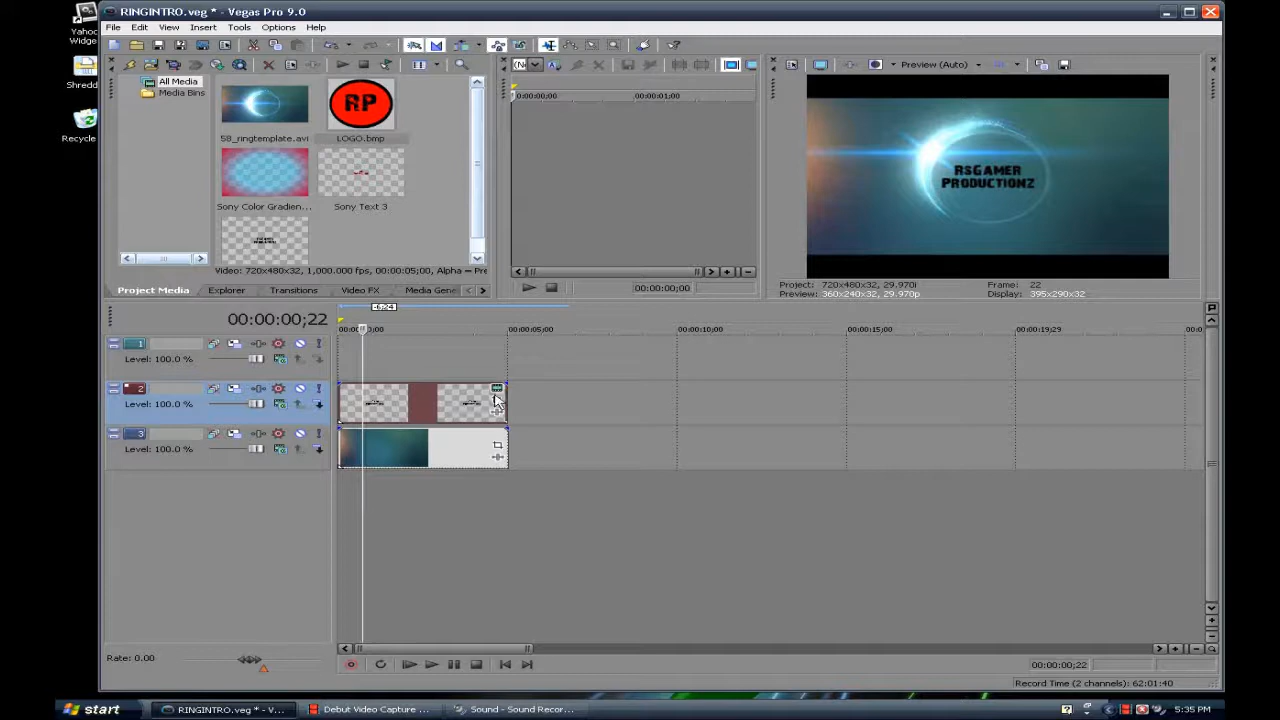 RINGINTRO.veg * - Vegas Pro 9.0
Yahoo
Widge
Shredd
Recycle
File Edit View Insert Tools Options Help
All Media
Media Bins
RP
58_ringtemplate.avi
LOGO.bmp
Sony Color Gradien...
Sony Text 3
Video: 720x480x32, 1,000.000 fps, 00:00:05;00, Alpha = Pre
Project Media Explorer Transitions Video FX Media Gene
00:00:00;00 00:00:01;00
00:00:00;00
Preview (Auto)
RSGAMER
PRODUCTIONZ
Project: 720x480x32, 29.970i Frame: 22
Preview: 360x240x32, 29.970p Display: 395x290x32
-6;24
00:00:00;22
00:00:05;00 00:00:10;00 00:00:15;00 00:00:19;29
1
Level: 100.0 %
2
Level: 100.0 %
3
Level: 100.0 %
Rate: 0.00
00:00:00;22
Record Time (2 channels): 62:01:40
start RINGINTRO.veg * - V... Debut Video Capture ... Sound - Sound Recor... 5:35 PM